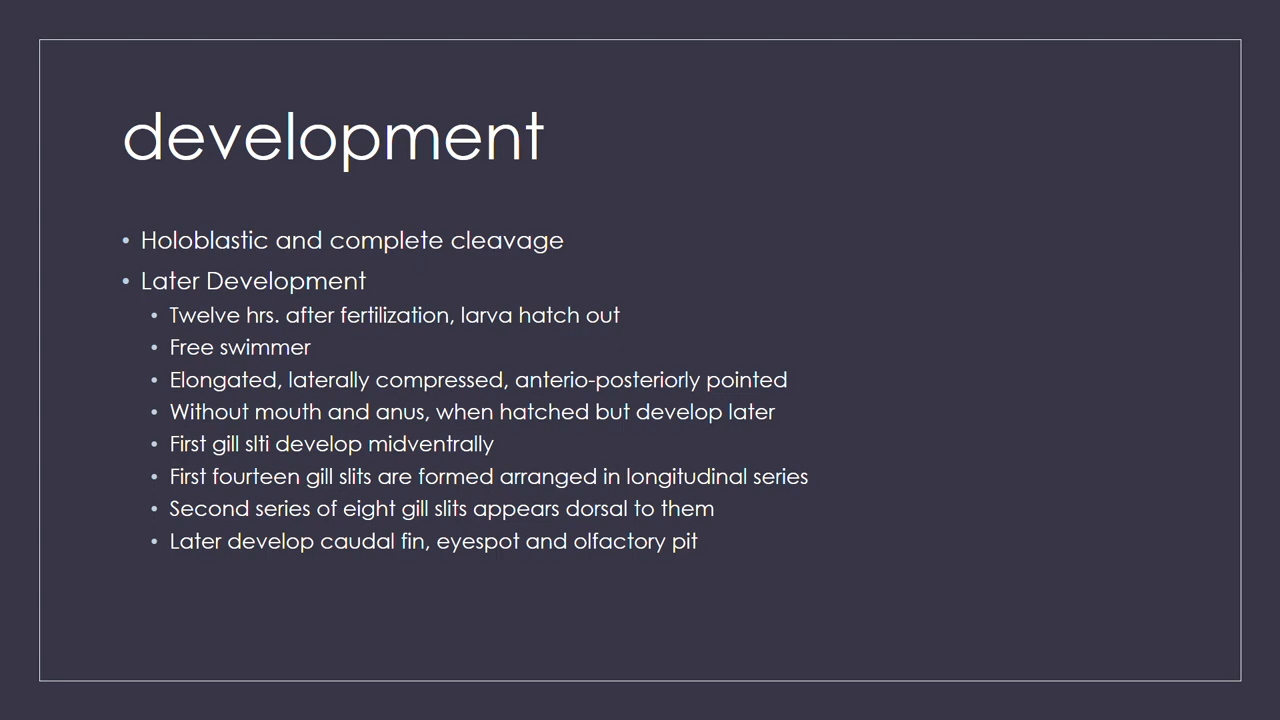 development
• Holoblastic and complete cleavage
• Later Development
• Twelve hrs. after fertilization, larva hatch out
• Free swimmer
• Elongated, laterally compressed, anterio-posteriorly pointed
• Without mouth and anus, when hatched but develop later
• First gill slti develop midventrally
• First fourteen gill slits are formed arranged in longitudinal series
• Second series of eight gill slits appears dorsal to them
• Later develop caudal fin, eyespot and olfactory pit